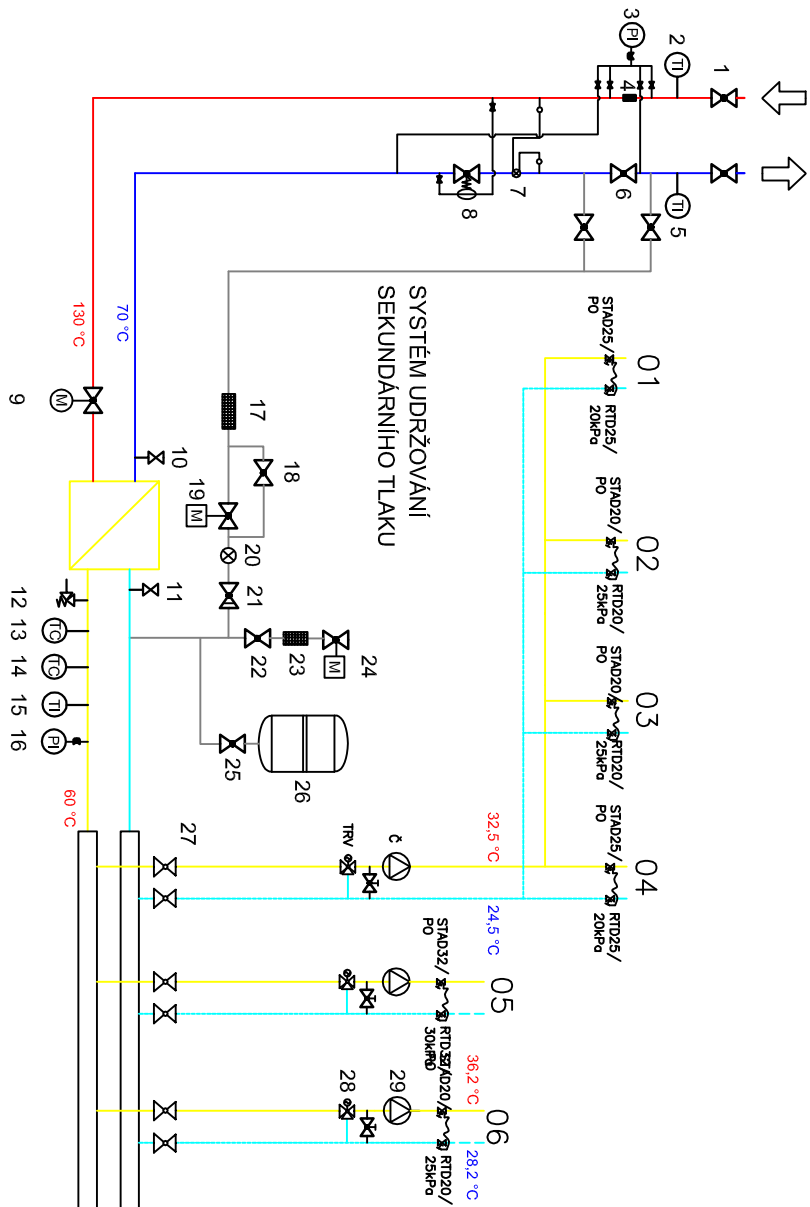 1
2
3
PI
TI
4
5
TI
6
7
8
SYSTÉM UDRŽOVÁNÍ
SEKUNDÁRNÍHO TLAKU
130 °C
70 °C
9
M
10
11
12
13
TC
14
TC
15
TI
16
PI
17
18
19
M
20
21
22
23
24
M
25
26
60 °C
27
01
STAD25/
PO
RTD25/
20kPa
02
STAD20/
PO
RTD20/
25kPa
03
STAD20/
PO
RTD20/
25kPa
04
STAD25/
PO
RTD25/
20kPa
TRV
Č
32,5 °C
24,5 °C
05
STAD32/
PO
RTD32/
30kPa
06
STAD20/
PO
RTD20/
25kPa
36,2 °C
28,2 °C
28
29